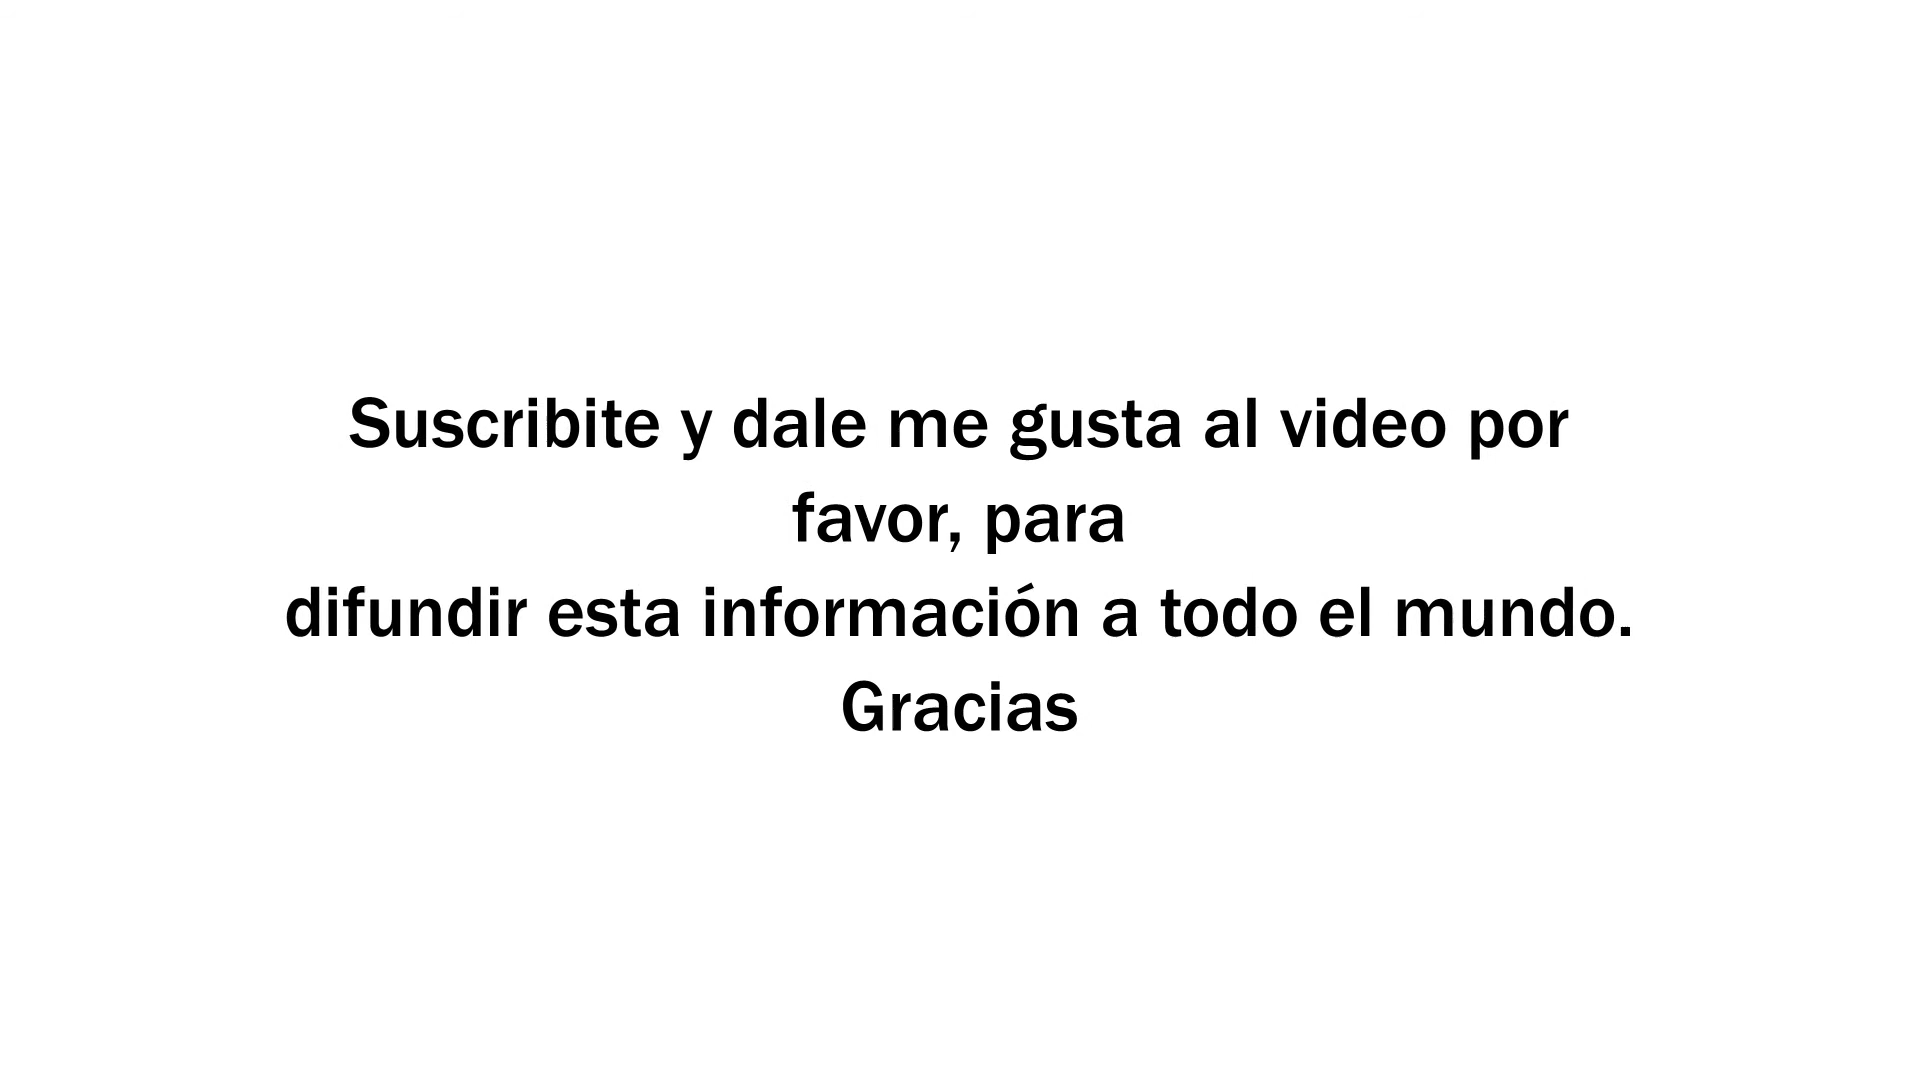 Suscribite y dale me gusta al video por
favor, para
difundir esta información a todo el mundo.
Gracias